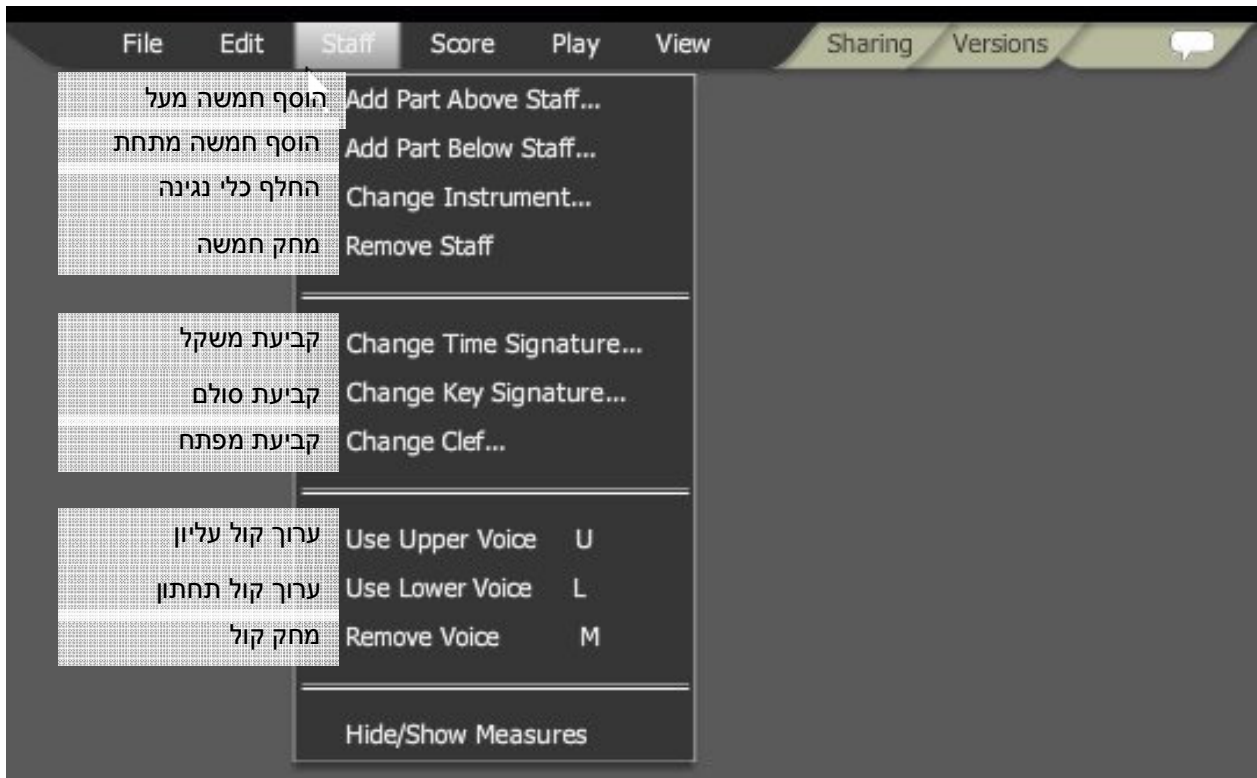 File Edit Staff Score Play View Sharing Versions
הוסף חמשה מעל Add Part Above Staff...
הוסף חמשה מתחת Add Part Below Staff...
החלף כלי נגינה Change Instrument...
מחק חמשה Remove Staff
קביעת משקל Change Time Signature...
קביעת סולם Change Key Signature...
קביעת מפתח Change Clef...
ערוך קול עליון Use Upper Voice U
ערוך קול תחתון Use Lower Voice L
מחק קול Remove Voice M
Hide/Show Measures